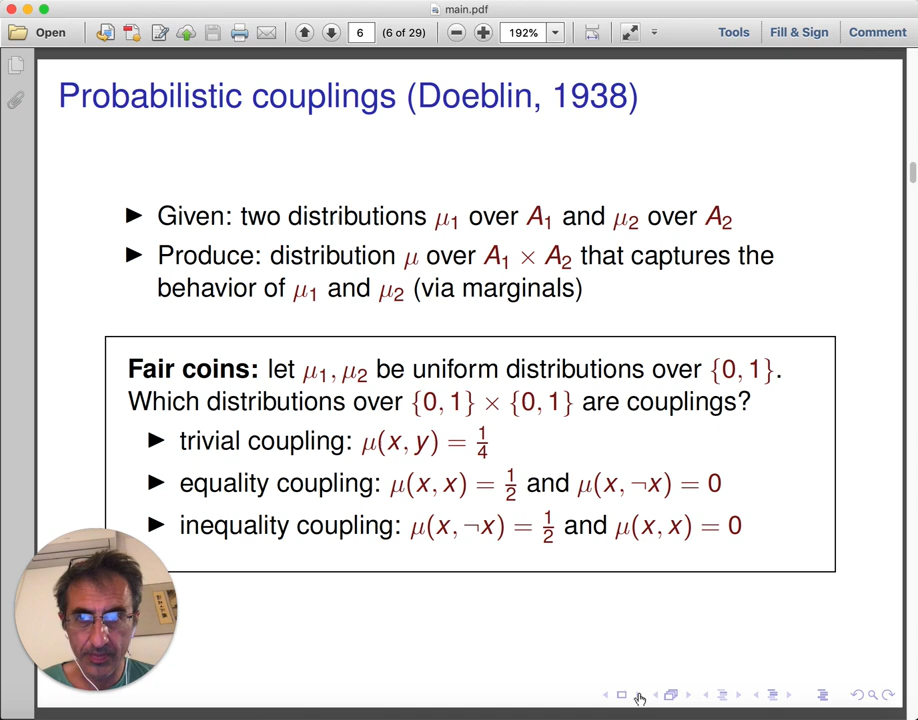 main.pdf
Open
6
(6 of 29)
192%
Tools
Fill & Sign
Comment
Probabilistic couplings (Doeblin, 1938)
► Given: two distributions μ₁ over A₁ and μ₂ over A₂
► Produce: distribution μ over A₁ × A₂ that captures the
behavior of μ₁ and μ₂ (via marginals)
Fair coins: let μ₁, μ₂ be uniform distributions over {0, 1}.
Which distributions over {0, 1} × {0, 1} are couplings?
► trivial coupling: μ(x, y) = 1/4
► equality coupling: μ(x, x) = 1/2 and μ(x, ¬x) = 0
► inequality coupling: μ(x, ¬x) = 1/2 and μ(x, x) = 0